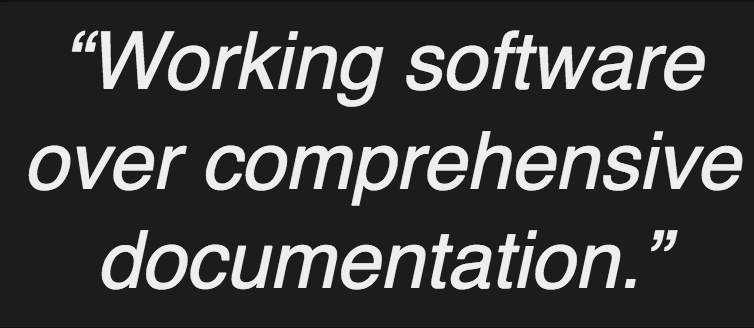 “Working software
over comprehensive
documentation.”